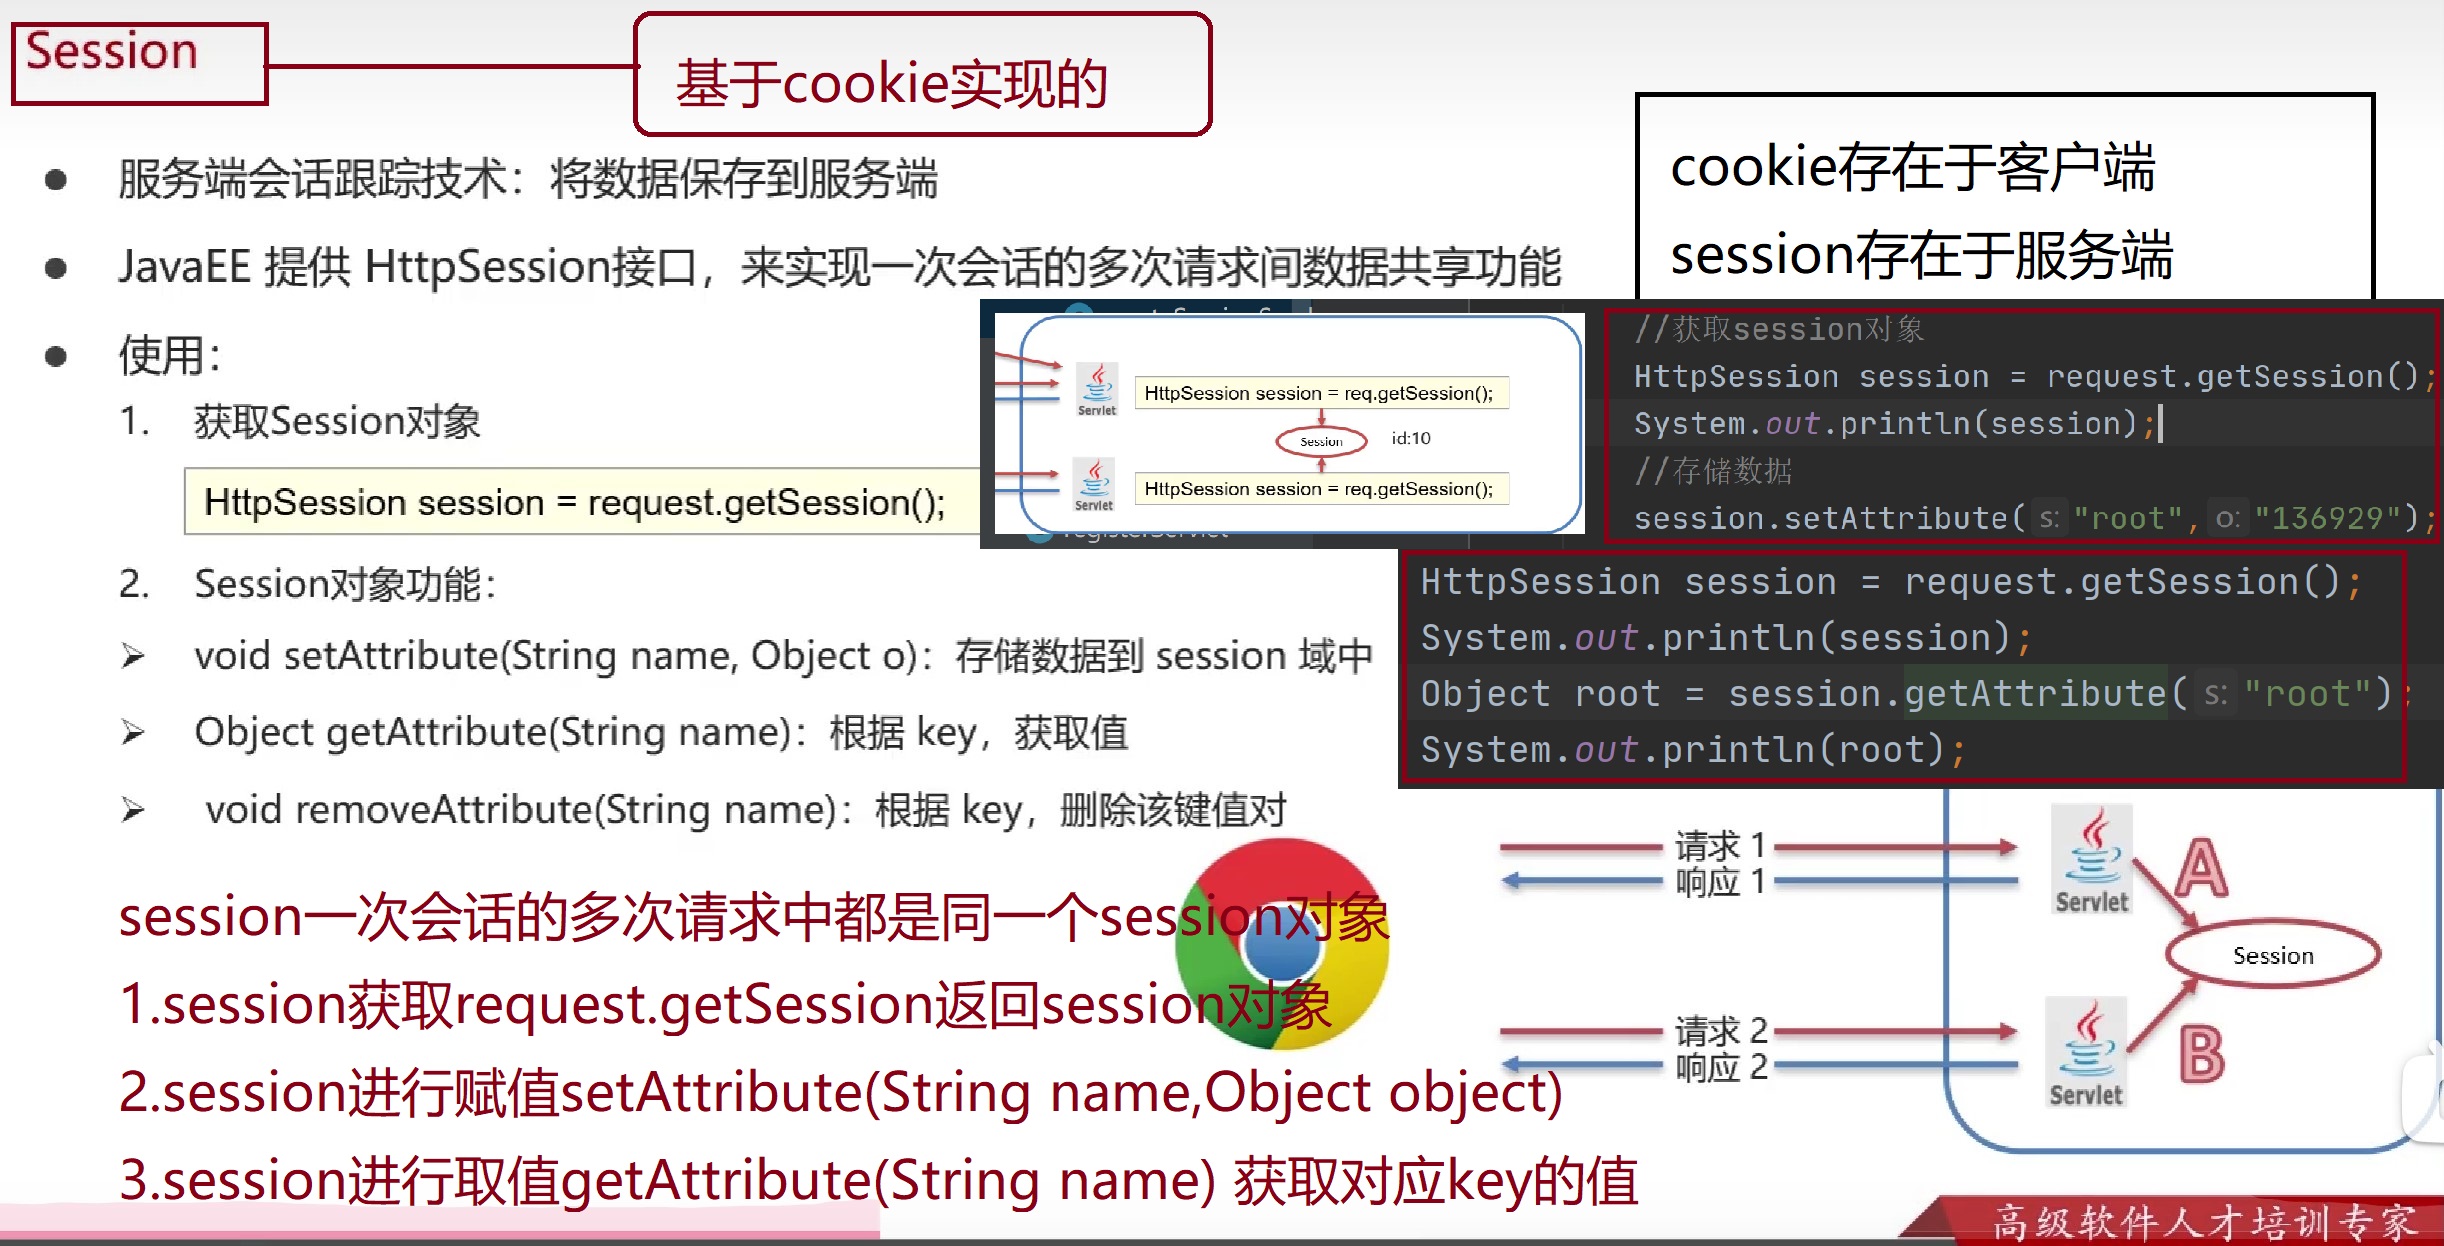 Session
基于cookie实现的
cookie存在于客户端
session存在于服务端
服务端会话跟踪技术：将数据保存到服务端
JavaEE 提供 HttpSession接口，来实现一次会话的多次请求间数据共享功能
使用：
1. 获取Session对象
HttpSession session = request.getSession();
Servlet
HttpSession session = req.getSession();
Session
id:10
Servlet
HttpSession session = req.getSession();
//获取session对象
HttpSession session = request.getSession();
System.out.println(session);
//存储数据
session.setAttribute( s: "root", o: "136929");
HttpSession session = request.getSession();
System.out.println(session);
Object root = session.getAttribute( s: "root");
System.out.println(root);
2. Session对象功能：
void setAttribute(String name, Object o)：存储数据到 session 域中
Object getAttribute(String name)：根据 key，获取值
void removeAttribute(String name)：根据 key，删除该键值对
请求 1
响应 1
Servlet
A
Session
请求 2
响应 2
Servlet
B
session一次会话的多次请求中都是同一个session对象
1.session获取request.getSession返回session对象
2.session进行赋值setAttribute(String name,Object object)
3.session进行取值getAttribute(String name) 获取对应key的值
高级软件人才培训专家